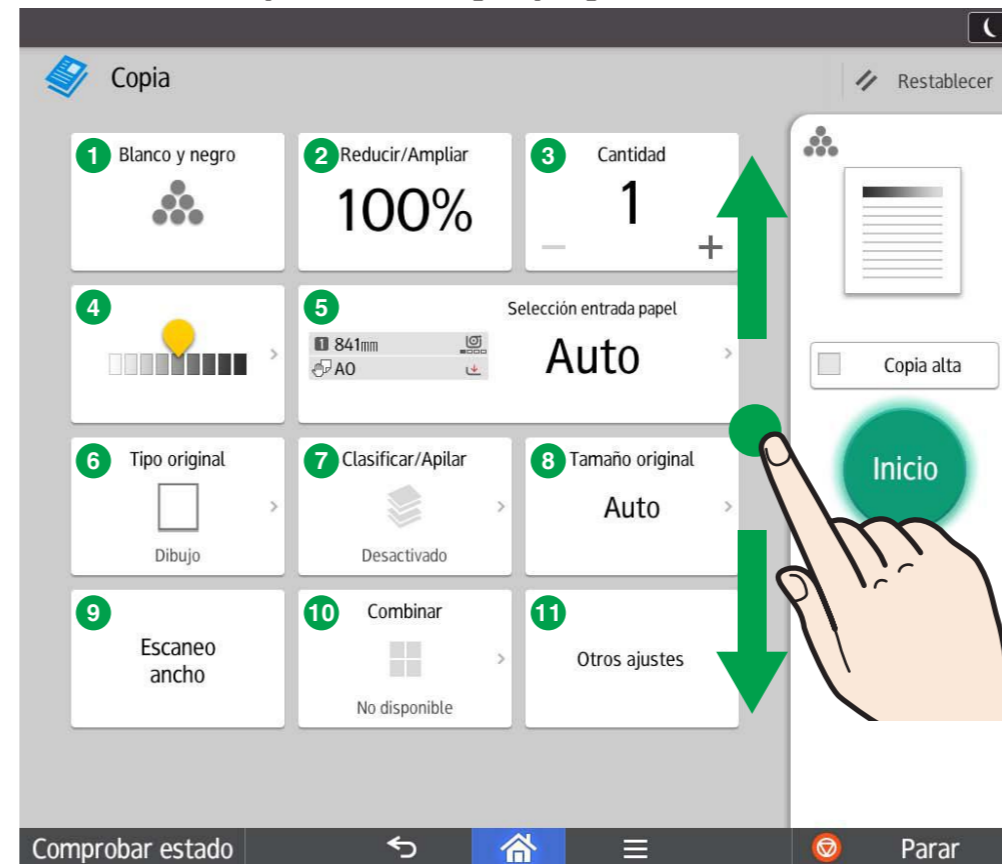 Copia
Restablecer
1 Blanco y negro
2 Reducir/Ampliar
100%
3 Cantidad
1
− +
4
5 Selección entrada papel
1 841mm
A0
Auto
Copia alta
6 Tipo original
Dibujo
7 Clasificar/Apilar
Desactivado
8 Tamaño original
Auto
Inicio
9
Escaneo
ancho
10 Combinar
No disponible
11
Otros ajustes
Comprobar estado
Parar